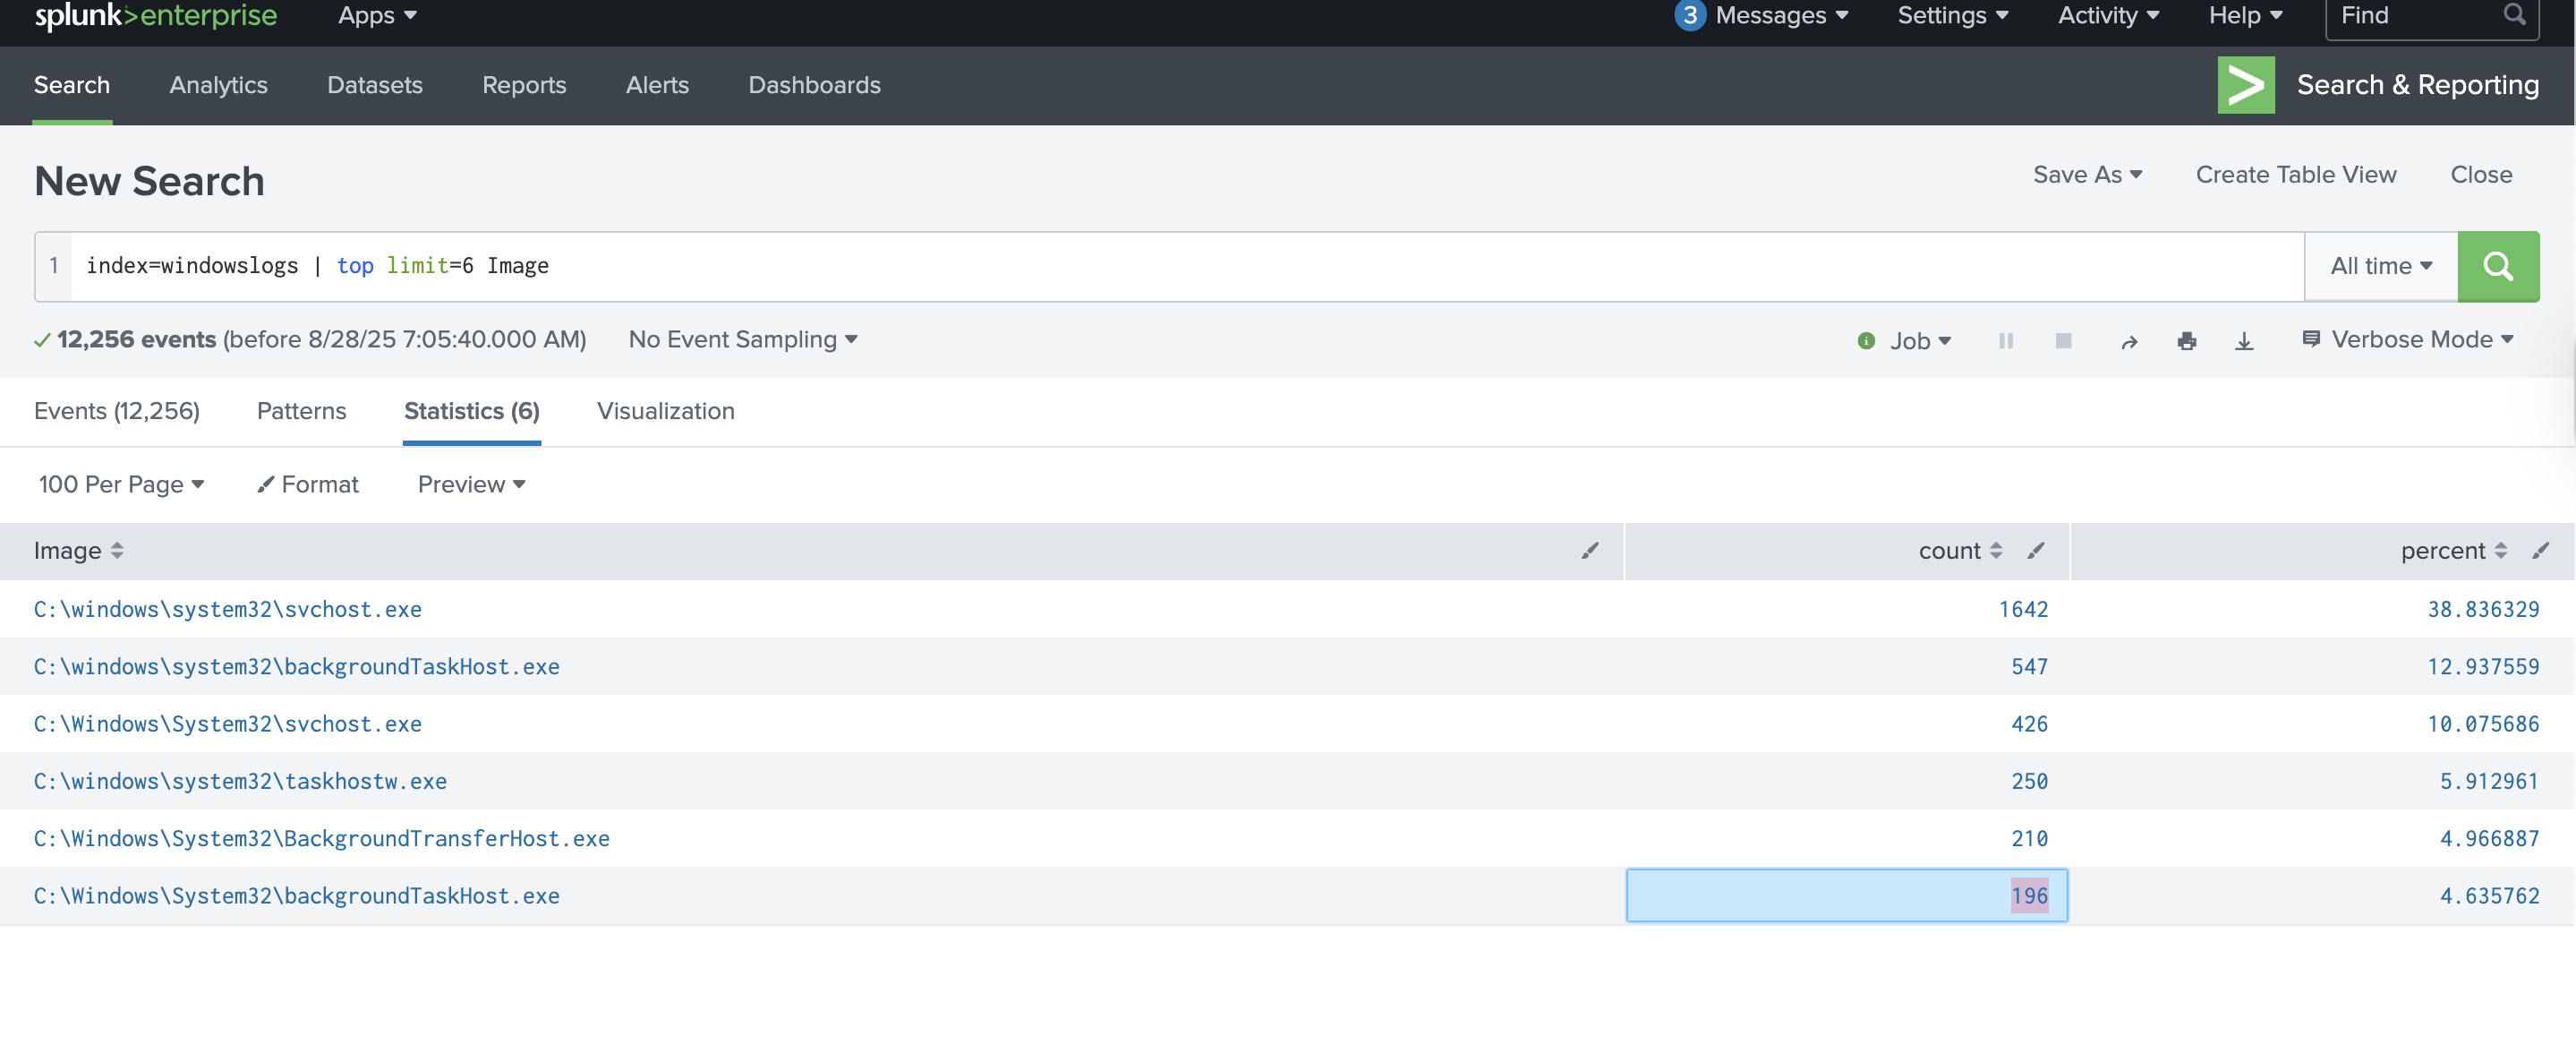 splunk>enterprise Apps 3 Messages Settings Activity Help Find
Search Analytics Datasets Reports Alerts Dashboards Search & Reporting
New Search Save As Create Table View Close
1 index=windowslogs | top limit=6 Image All time
12,256 events (before 8/28/25 7:05:40.000 AM) No Event Sampling Job Verbose Mode
Events (12,256) Patterns Statistics (6) Visualization
100 Per Page Format Preview
Image count percent
C:\windows\system32\svchost.exe 1642 38.836329
C:\windows\system32\backgroundTaskHost.exe 547 12.937559
C:\Windows\System32\svchost.exe 426 10.075686
C:\windows\system32\taskhostw.exe 250 5.912961
C:\Windows\System32\BackgroundTransferHost.exe 210 4.966887
C:\Windows\System32\backgroundTaskHost.exe 196 4.635762